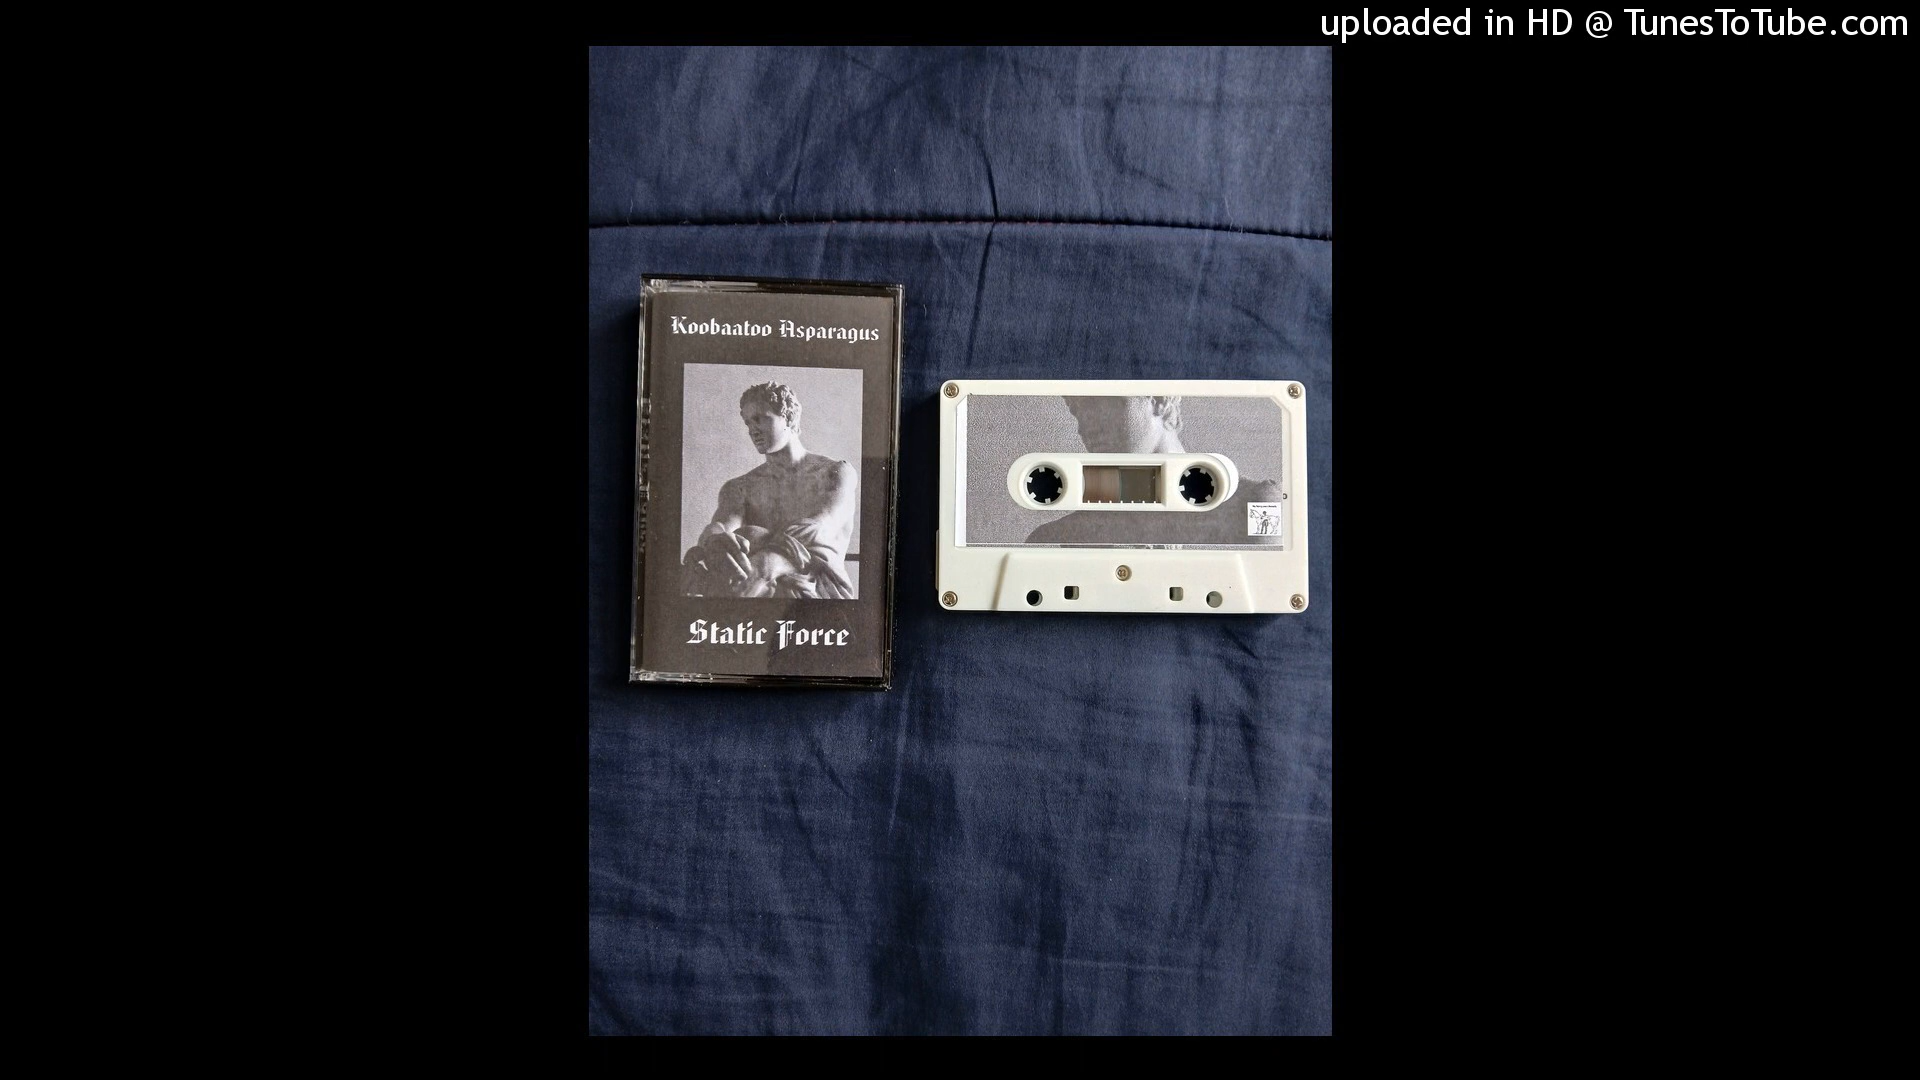 uploaded in HD @ TunesToTube.com
Koobaatoo Asparagus
Static Force